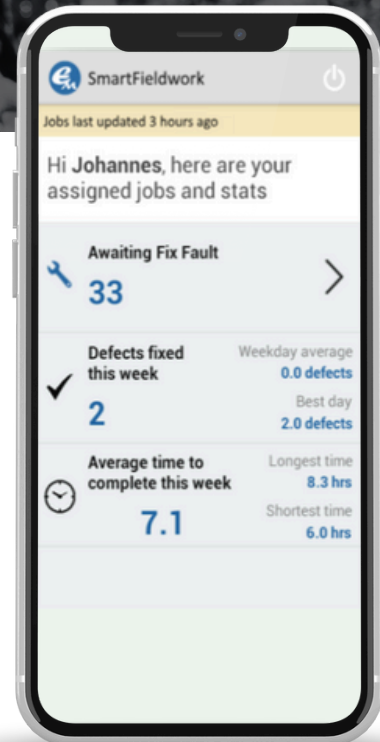 eM
SmartFieldwork
Jobs last updated 3 hours ago
Hi Johannes, here are your
assigned jobs and stats
Awaiting Fix Fault
33
Defects fixed
this week
2
Weekday average
0.0 defects
Best day
2.0 defects
Average time to
complete this week
7.1
Longest time
8.3 hrs
Shortest time
6.0 hrs